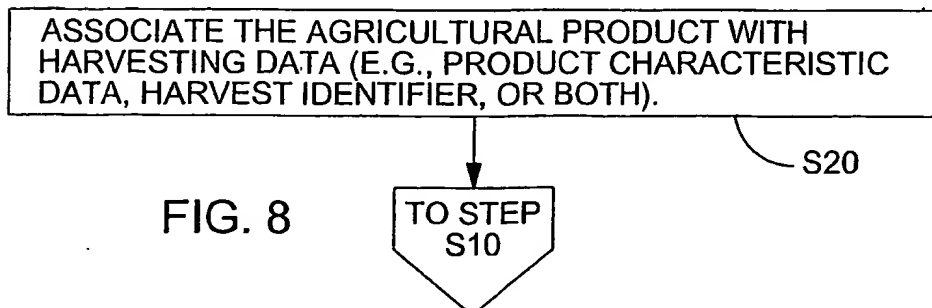 ASSOCIATE THE AGRICULTURAL PRODUCT WITH
HARVESTING DATA (E.G., PRODUCT CHARACTERISTIC
DATA, HARVEST IDENTIFIER, OR BOTH).
S20
FIG. 8
TO STEP
S10